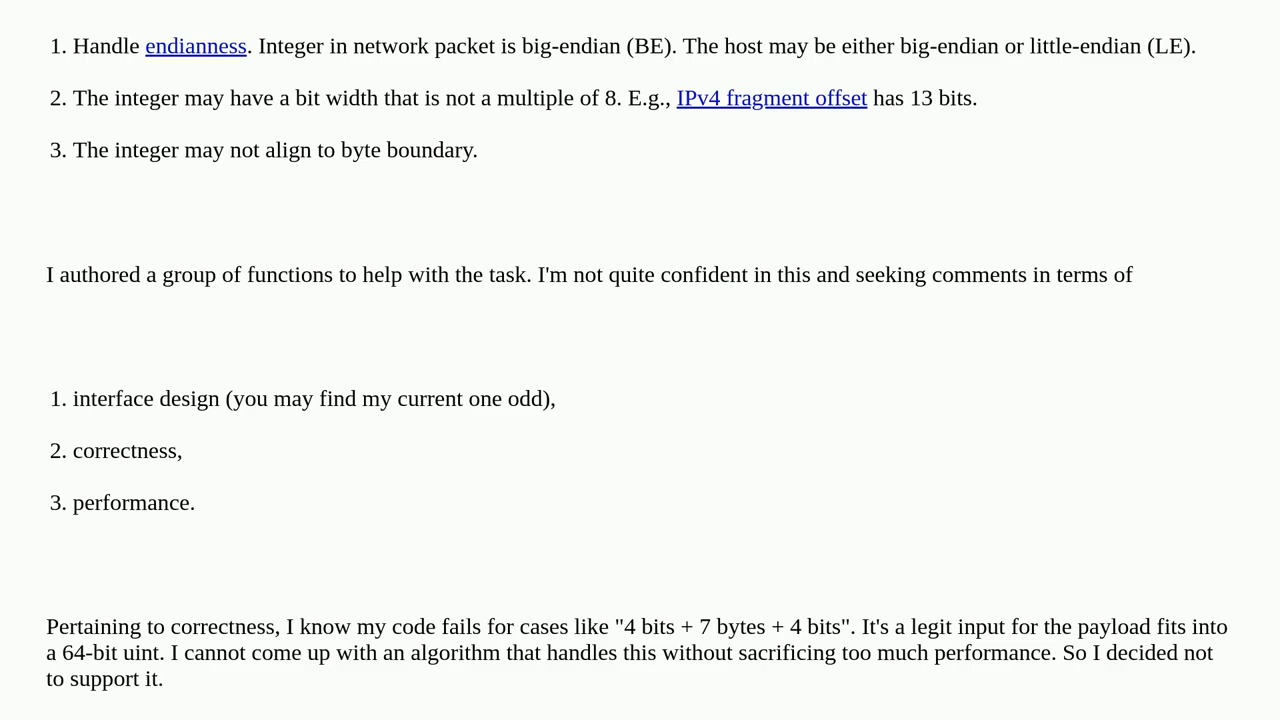 1. Handle endianness. Integer in network packet is big-endian (BE). The host may be either big-endian or little-endian (LE).
2. The integer may have a bit width that is not a multiple of 8. E.g., IPv4 fragment offset has 13 bits.
3. The integer may not align to byte boundary.
I authored a group of functions to help with the task. I'm not quite confident in this and seeking comments in terms of
1. interface design (you may find my current one odd),
2. correctness,
3. performance.
Pertaining to correctness, I know my code fails for cases like "4 bits + 7 bytes + 4 bits". It's a legit input for the payload fits into
a 64-bit uint. I cannot come up with an algorithm that handles this without sacrificing too much performance. So I decided not
to support it.